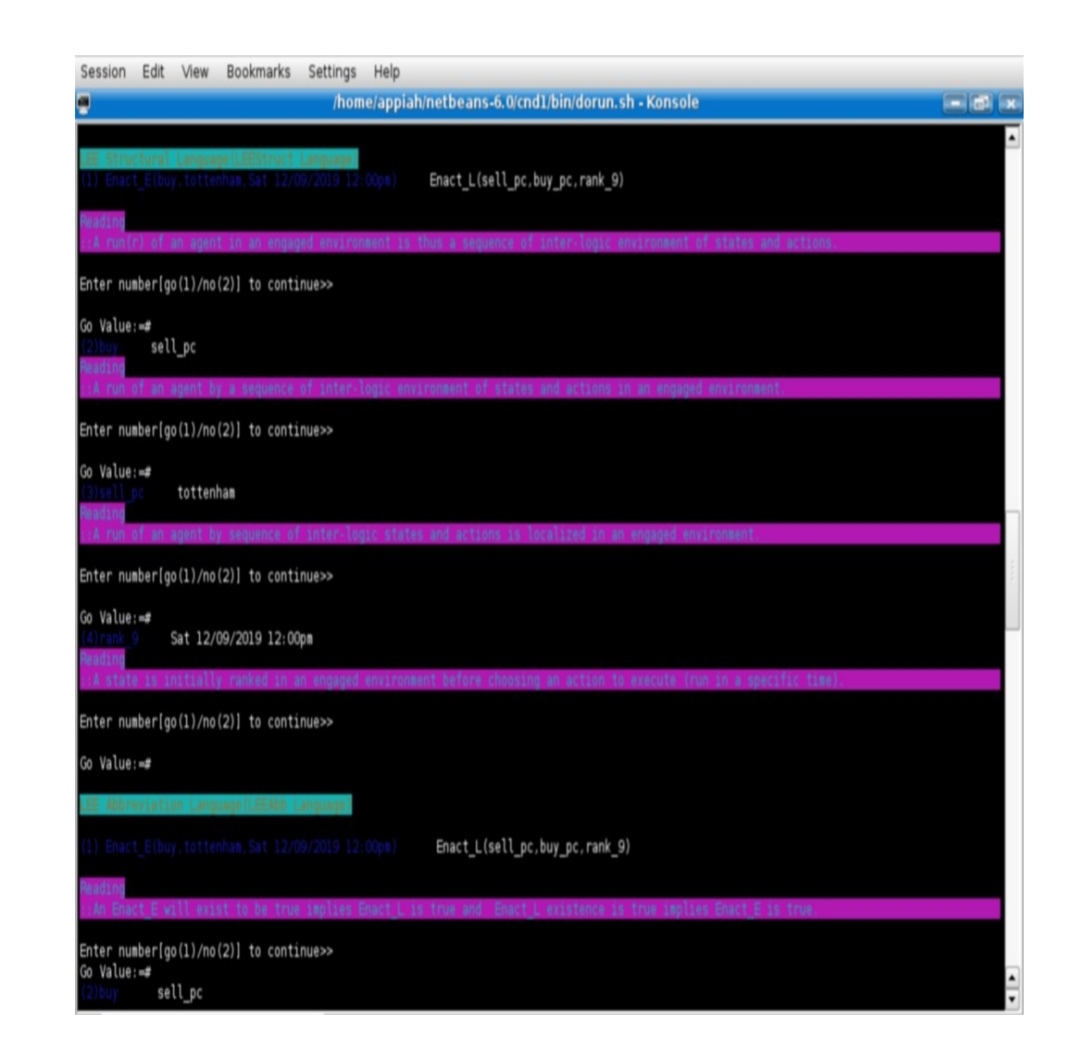 Session Edit View Bookmarks Settings Help
/home/appiah/netbeans-6.0/cnd1/bin/dorun.sh - Konsole
LEE Structural Language(LEEStruct Language)
(1) Enact_E(buy,tottenham,Sat 12/09/2019 12:00pm) Enact_L(sell_pc,buy_pc,rank_9)
Reading
::A run(r) of an agent in an engaged environment is thus a sequence of inter-logic environment of states and actions.
Enter number[go(1)/no(2)] to continue>>
Go Value:=#
(2)buy sell_pc
Reading
::A run of an agent by a sequence of inter-logic environment of states and actions in an engaged environment.
Enter number[go(1)/no(2)] to continue>>
Go Value:=#
(3)sell_pc tottenham
Reading
::A run of an agent by sequence of inter-logic states and actions is localized in an engaged environment.
Enter number[go(1)/no(2)] to continue>>
Go Value:=#
(4)rank_9 Sat 12/09/2019 12:00pm
Reading
::A state is initially ranked in an engaged environment before choosing an action to execute (run in a specific time).
Enter number[go(1)/no(2)] to continue>>
Go Value:=#
LEE Abbreviation Language(LEEAbb Language)
(1) Enact_E(buy,tottenham,Sat 12/09/2019 12:00pm) Enact_L(sell_pc,buy_pc,rank_9)
Reading
::An Enact_E will exist to be true implies Enact_L is true and Enact_L existence is true implies Enact_E is true.
Enter number[go(1)/no(2)] to continue>>
Go Value:=#
(2)buy sell_pc